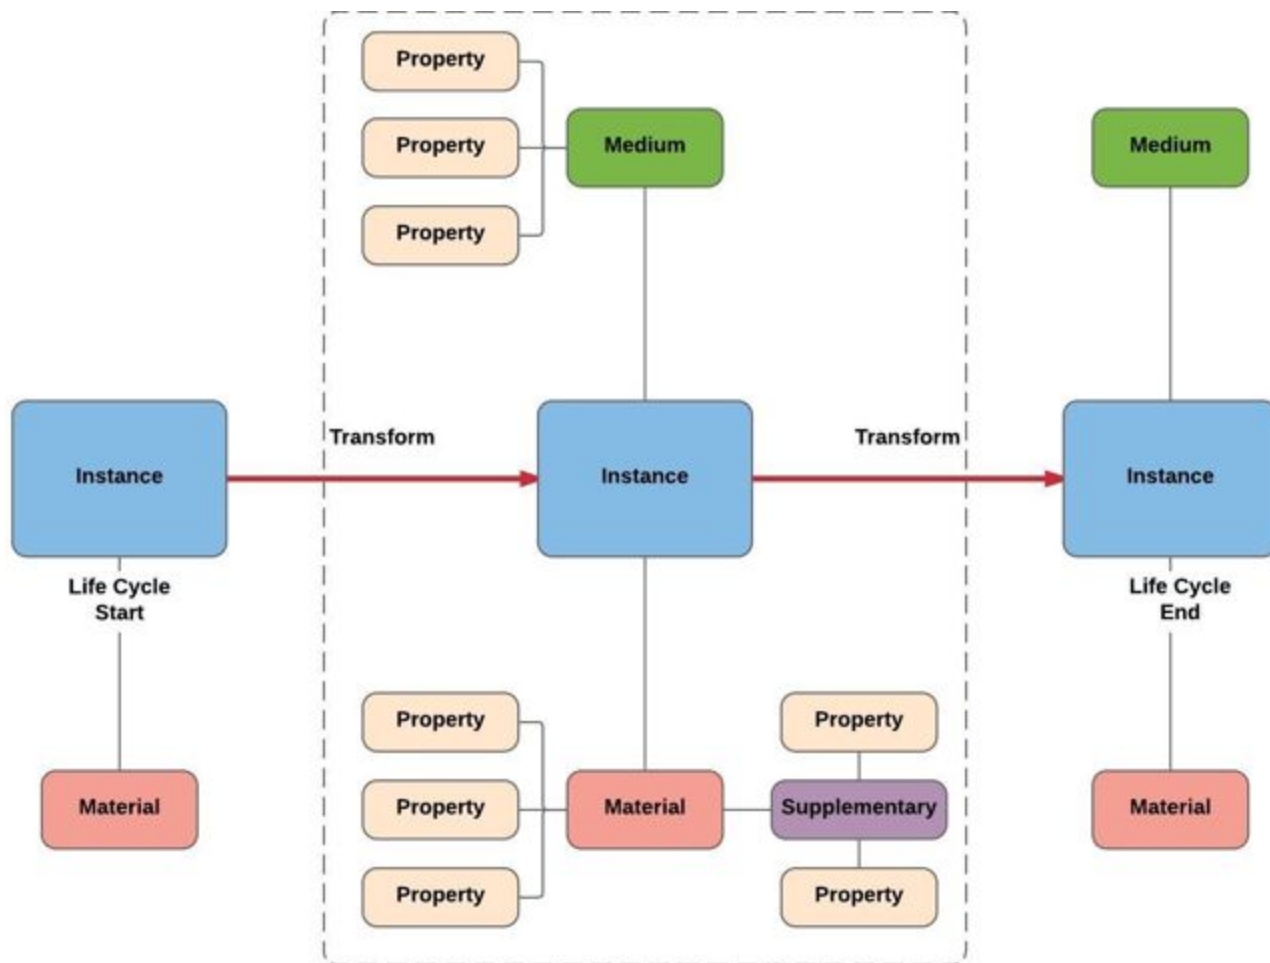 Property
Property
Medium
Medium
Property
Transform
Transform
Instance
Instance
Instance
Life Cycle
Start
Life Cycle
End
Property
Property
Material
Property
Material
Supplementary
Material
Property
Property